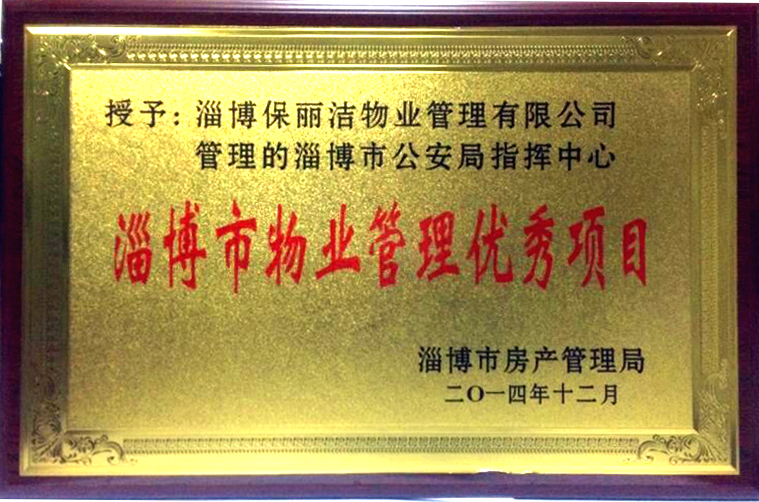 授予：淄博保丽洁物业管理有限公司
管理的淄博市公安局指挥中心
淄博市物业管理优秀项目
淄博市房产管理局
二〇一四年十二月